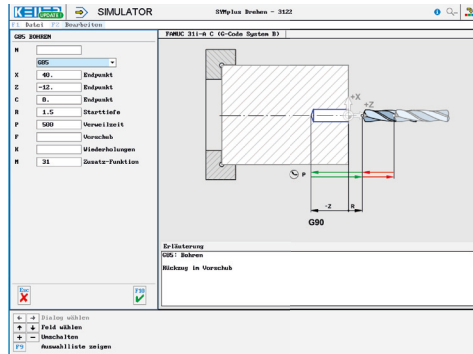 KELLER UPDATE SIMULATOR SYMplus Drehen - 3122
F1 Datei F2 Bearbeiten
G85 BOHREN
N
G85
X 40. Endpunkt
Z -12. Endpunkt
C 0. Endpunkt
R 1.5 Starttiefe
P 500 Verweilzeit
F Vorschub
K Wiederholungen
M 31 Zusatz-Funktion
Esc F10
FANUC 31i-A C (G-Code System B)
+X
+Z
P
-Z R
G90
Erläuterung
G85: Bohren
Rückzug im Vorschub
Dialog wählen
Feld wählen
+ - Umschalten
F9 Auswahlliste zeigen